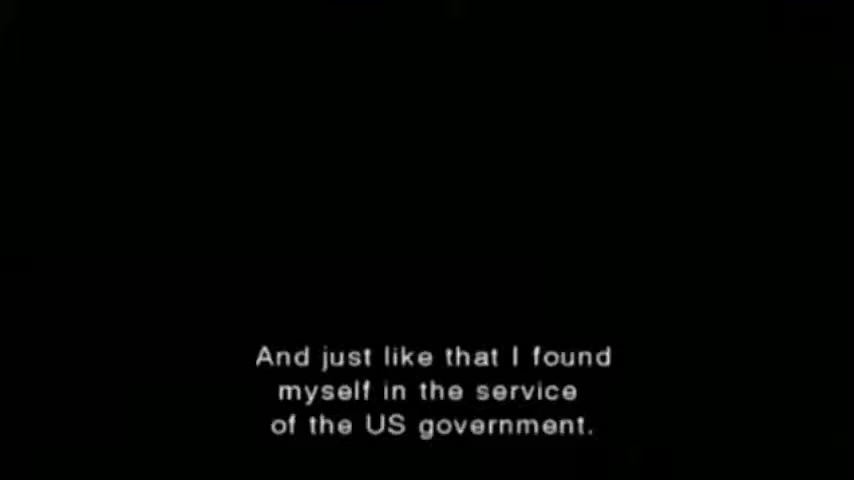 And just like that I found
myself in the service
of the US government.